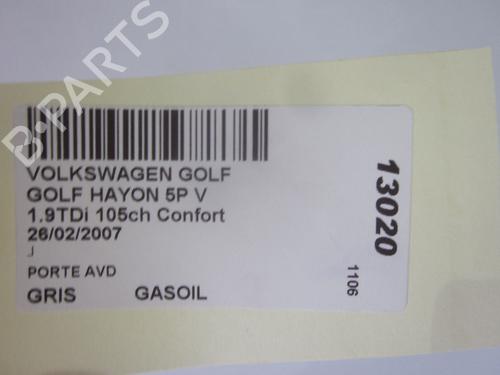 B-PARTS
VOLKSWAGEN GOLF
GOLF HAYON 5P V
1.9TDi 105ch Confort
26/02/2007
J
PORTE AVD
GRIS GASOIL
13020
1106